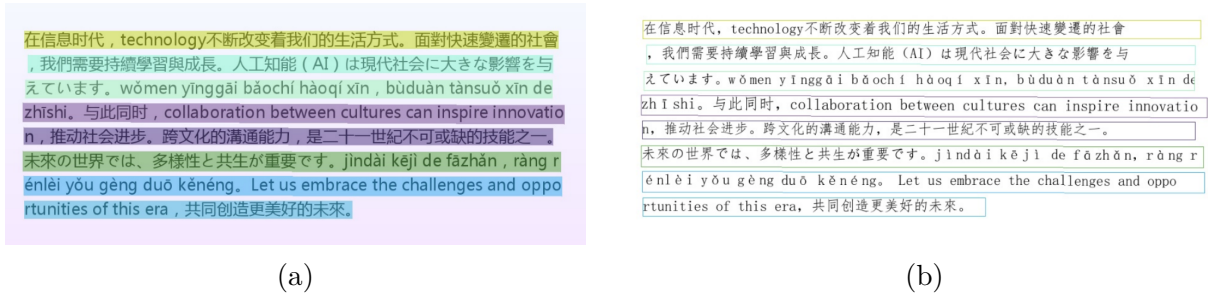 在信息时代，technology不断改变着我们的生活方式。面對快速變遷的社會
，我們需要持續學習與成長。人工知能（AI）は現代社会に大きな影響を与
えています。wǒmen yīnggāi bǎochí hàoqí xīn，bùduàn tànsuǒ xīn de
zhīshi。与此同时，collaboration between cultures can inspire innovatio
n，推动社会进步。跨文化的溝通能力，是二十一世紀不可或缺的技能之一。
未來の世界では、多様性と共生が重要です。jìndài kējì de fāzhǎn，ràng r
énlèi yǒu gèng duō kěnéng。Let us embrace the challenges and oppo
rtunities of this era，共同创造更美好的未來。
(a)
在信息时代，technology不断改变着我们的生活方式。面對快速變遷的社會
，我們需要持續學習與成長。人工知能（AI）は現代社会に大きな影響を与
えています。wǒmen yīnggāi bǎochí hàoqí xīn，bùduàn tànsuǒ xīn de
zhīshi。与此同时，collaboration between cultures can inspire innovatio
n，推动社会进步。跨文化的溝通能力，是二十一世紀不可或缺的技能之一。
未來の世界では、多様性と共生が重要です。jìndài kējì de fāzhǎn，ràng r
énlèi yǒu gèng duō kěnéng。 Let us embrace the challenges and oppo
rtunities of this era，共同创造更美好的未來。
(b)